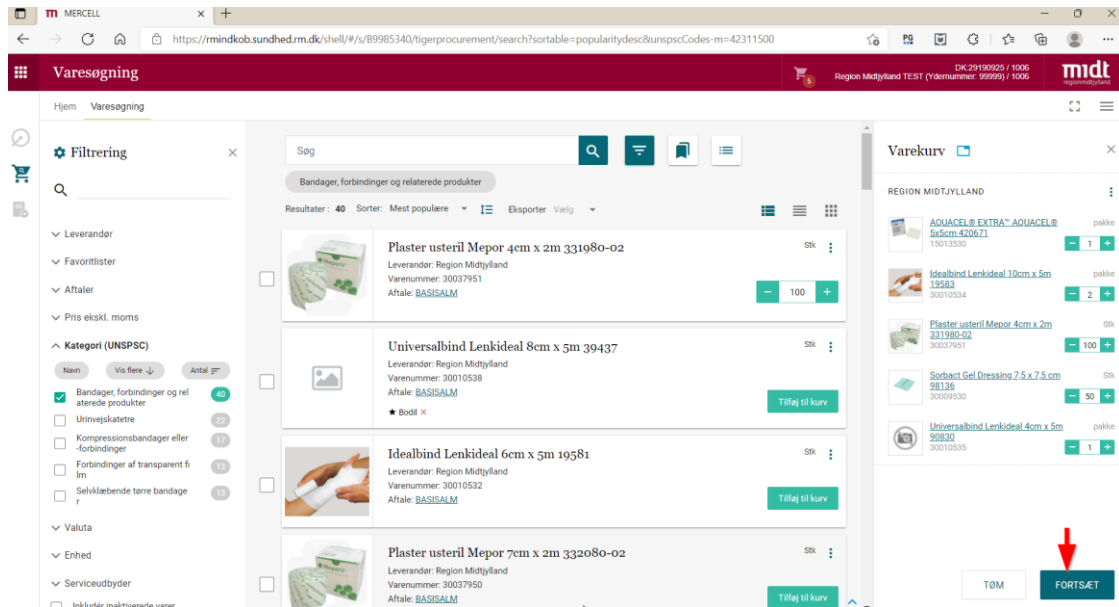 MERCELL
https://rmindkob.sundhed.rm.dk/shell/#/s/B9985340/tigerprocurement/search?sortable=popularitydesc&unspscCodes-m=42311500
Varesøgning
5
DK:29190925 / 1006
Region Midtjylland TEST (Ydernummer: 99999) / 1006
midt
regionmidtjylland
Hjem Varesøgning
Filtrering
Leverandør
Favoritlister
Aftaler
Pris ekskl. moms
Kategori (UNSPSC)
Navn Vis flere Antal
Bandager, forbindinger og rel
aterede produkter
40
Urinvejskatetre 22
Kompressionsbandager eller
-forbindinger
17
Forbindinger af transparent fi
lm
13
Selvklæbende tørre bandage
r
13
Valuta
Enhed
Serviceudbyder
Inkludér inaktiverede varer
Søg
Bandager, forbindinger og relaterede produkter
Resultater : 40 Sorter: Mest populære Eksporter Vælg
Plaster usteril Mepor 4cm x 2m 331980-02
Stk
Leverandør: Region Midtjylland
Varenummer: 30037951
Aftale: BASISALM
− 100 +
Universalbind Lenkideal 8cm x 5m 39437
Stk
Leverandør: Region Midtjylland
Varenummer: 30010538
Aftale: BASISALM
★ Bodil ×
Tilføj til kurv
Idealbind Lenkideal 6cm x 5m 19581
Stk
Leverandør: Region Midtjylland
Varenummer: 30010532
Aftale: BASISALM
Tilføj til kurv
Plaster usteril Mepor 7cm x 2m 332080-02
Stk
Leverandør: Region Midtjylland
Varenummer: 30037950
Aftale: BASISALM
Tilføj til kurv
Varekurv
REGION MIDTJYLLAND
AQUACEL® EXTRA™ AQUACEL®
5x5cm 420671
15013530
pakke
− 1 +
Idealbind Lenkideal 10cm x 5m
19583
30010534
pakke
− 2 +
Plaster usteril Mepor 4cm x 2m
331980-02
30037951
Stk
− 100 +
Sorbact Gel Dressing 7,5 x 7,5 cm
98136
30009530
Stk
− 50 +
Universalbind Lenkideal 4cm x 5m
90830
30010535
pakke
− 1 +
TØM
FORTSÆT